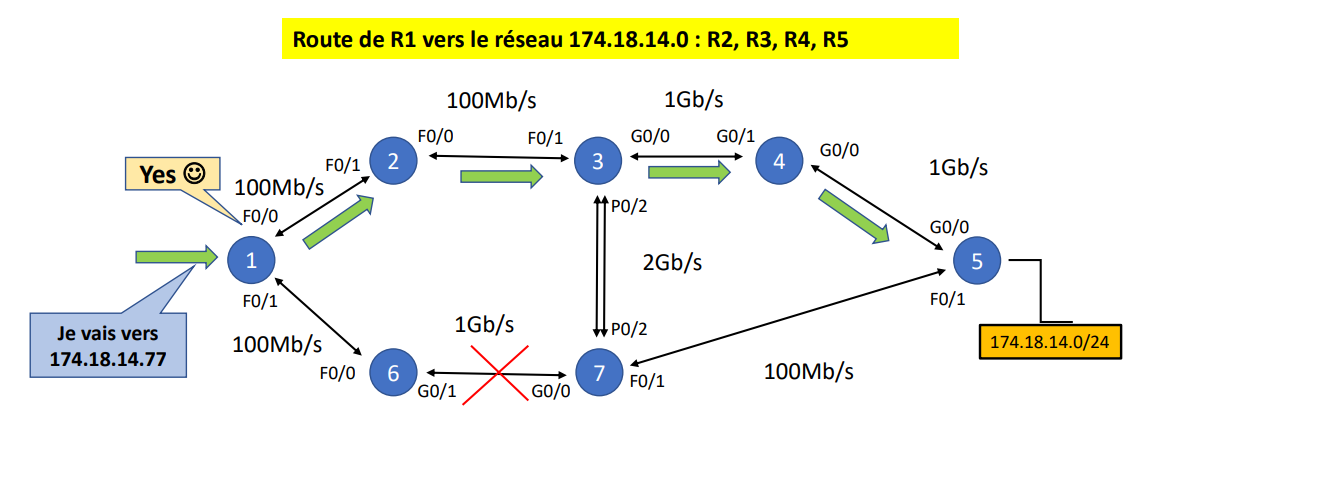 Route de R1 vers le réseau 174.18.14.0 : R2, R3, R4, R5
100Mb/s
1Gb/s
F0/0
F0/1
G0/0
G0/1
G0/0
2
3
4
Yes ☺
F0/1
1Gb/s
100Mb/s
F0/0
P0/2
G0/0
1
2Gb/s
5
F0/1
F0/1
Je vais vers
174.18.14.77
1Gb/s
P0/2
174.18.14.0/24
100Mb/s
F0/0
6
7
F0/1
100Mb/s
G0/1
G0/0